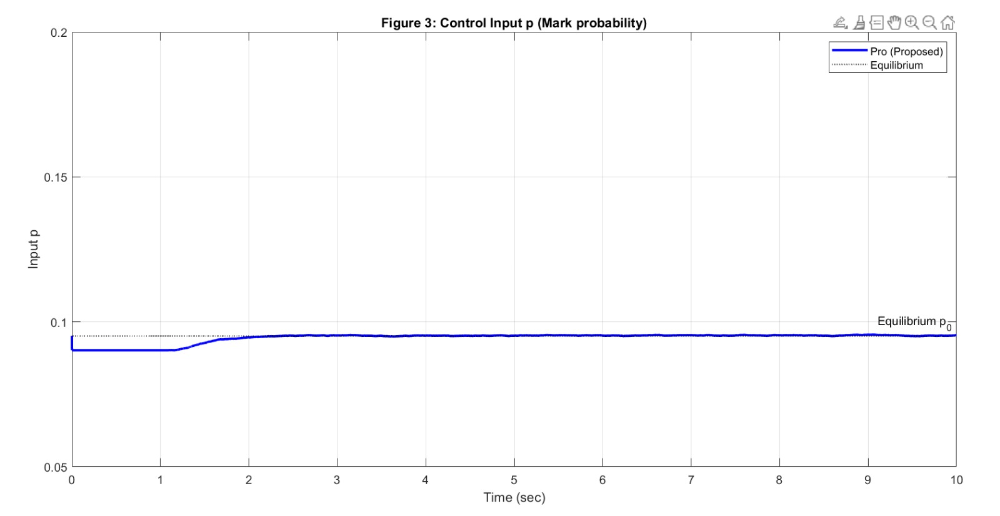 Figure 3: Control Input p (Mark probability)
Pro (Proposed)
Equilibrium
0.2
0.15
0.1
0.05
Input p
Equilibrium p0
0 1 2 3 4 5 6 7 8 9 10
Time (sec)